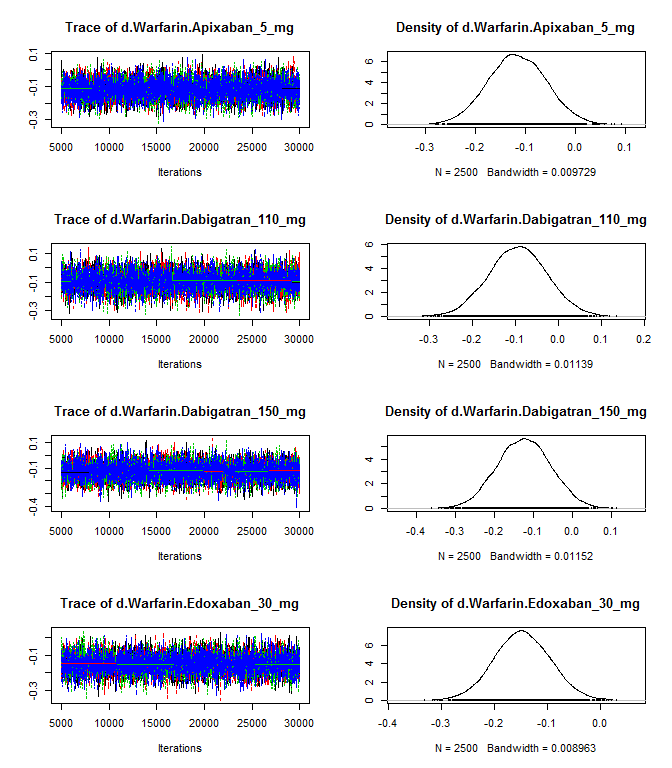 Trace of d.Warfarin.Apixaban_5_mg
0.1
-0.1
-0.3
5000 10000 15000 20000 25000 30000
Iterations
Density of d.Warfarin.Apixaban_5_mg
6
4
2
0
-0.3 -0.2 -0.1 0.0 0.1
N = 2500 Bandwidth = 0.009729
Trace of d.Warfarin.Dabigatran_110_mg
0.1
-0.1
-0.3
5000 10000 15000 20000 25000 30000
Iterations
Density of d.Warfarin.Dabigatran_110_mg
6
4
2
0
-0.3 -0.2 -0.1 0.0 0.1 0.2
N = 2500 Bandwidth = 0.01139
Trace of d.Warfarin.Dabigatran_150_mg
0.1
-0.1
-0.4
5000 10000 15000 20000 25000 30000
Iterations
Density of d.Warfarin.Dabigatran_150_mg
4
2
0
-0.4 -0.3 -0.2 -0.1 0.0 0.1
N = 2500 Bandwidth = 0.01152
Trace of d.Warfarin.Edoxaban_30_mg
-0.1
-0.3
5000 10000 15000 20000 25000 30000
Iterations
Density of d.Warfarin.Edoxaban_30_mg
6
4
2
0
-0.4 -0.3 -0.2 -0.1 0.0
N = 2500 Bandwidth = 0.008963